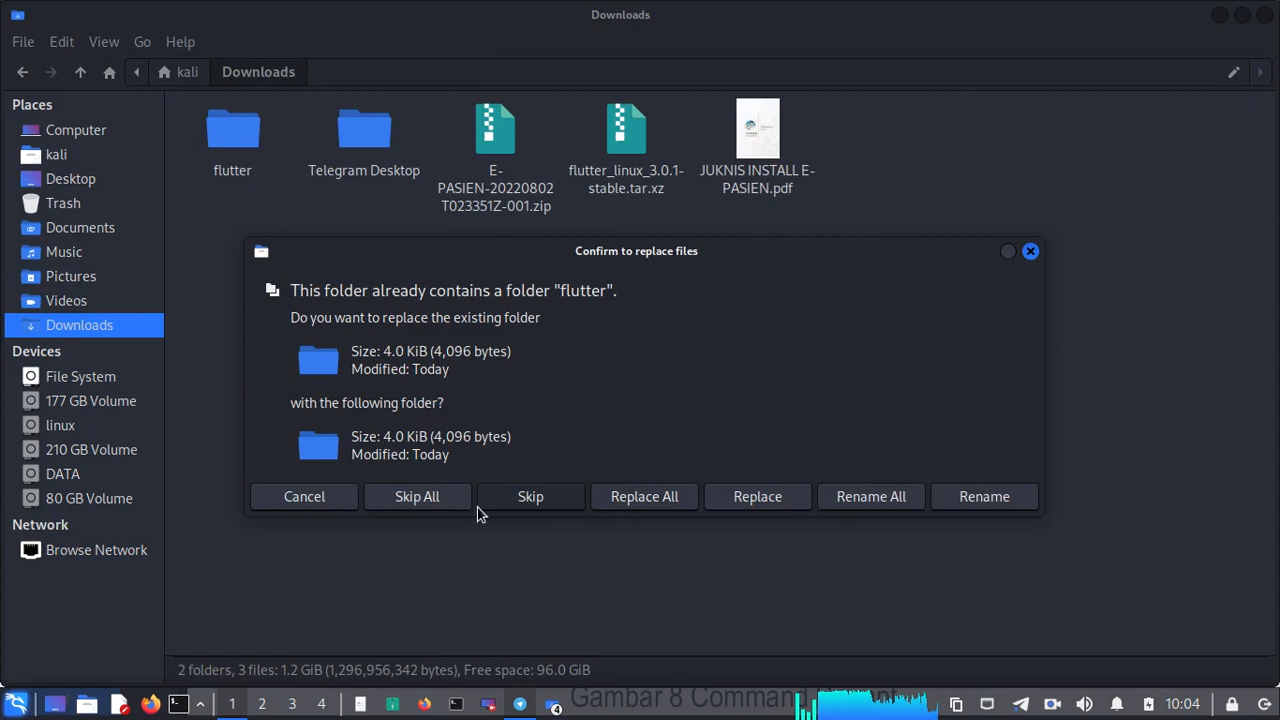 Downloads
File Edit View Go Help
kali Downloads
Places
Computer
kali
Desktop
Trash
Documents
Music
Pictures
Videos
Downloads
Devices
File System
177 GB Volume
linux
210 GB Volume
DATA
80 GB Volume
Network
Browse Network
flutter
Telegram Desktop
E-
PASIEN-20220802
T023351Z-001.zip
flutter_linux_3.0.1-
stable.tar.xz
JUKNIS INSTALL E-
PASIEN.pdf
Confirm to replace files
This folder already contains a folder "flutter".
Do you want to replace the existing folder
Size: 4.0 KiB (4,096 bytes)
Modified: Today
with the following folder?
Size: 4.0 KiB (4,096 bytes)
Modified: Today
Cancel Skip All Skip Replace All Replace Rename All Rename
2 folders, 3 files: 1.2 GiB (1,296,956,342 bytes), Free space: 96.0 GiB
1 2 3 4 4 Gambar 8 Command 10:04